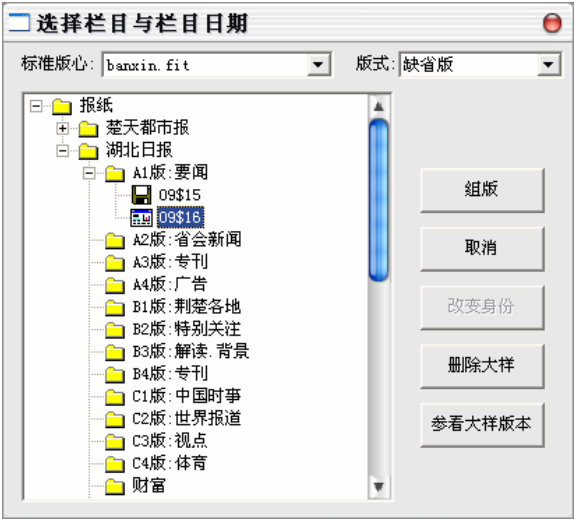 选择栏目与栏目日期
标准版心: banxin.fit 版式: 缺省版
报纸
楚天都市报
湖北日报
A1版:要闻
09$15
09$16
A2版:省会新闻
A3版:专刊
A4版:广告
B1版:荆楚各地
B2版:特别关注
B3版:解读.背景
B4版:专刊
C1版:中国时事
C2版:世界报道
C3版:视点
C4版:体育
财富
组版
取消
改变身份
删除大样
参看大样版本